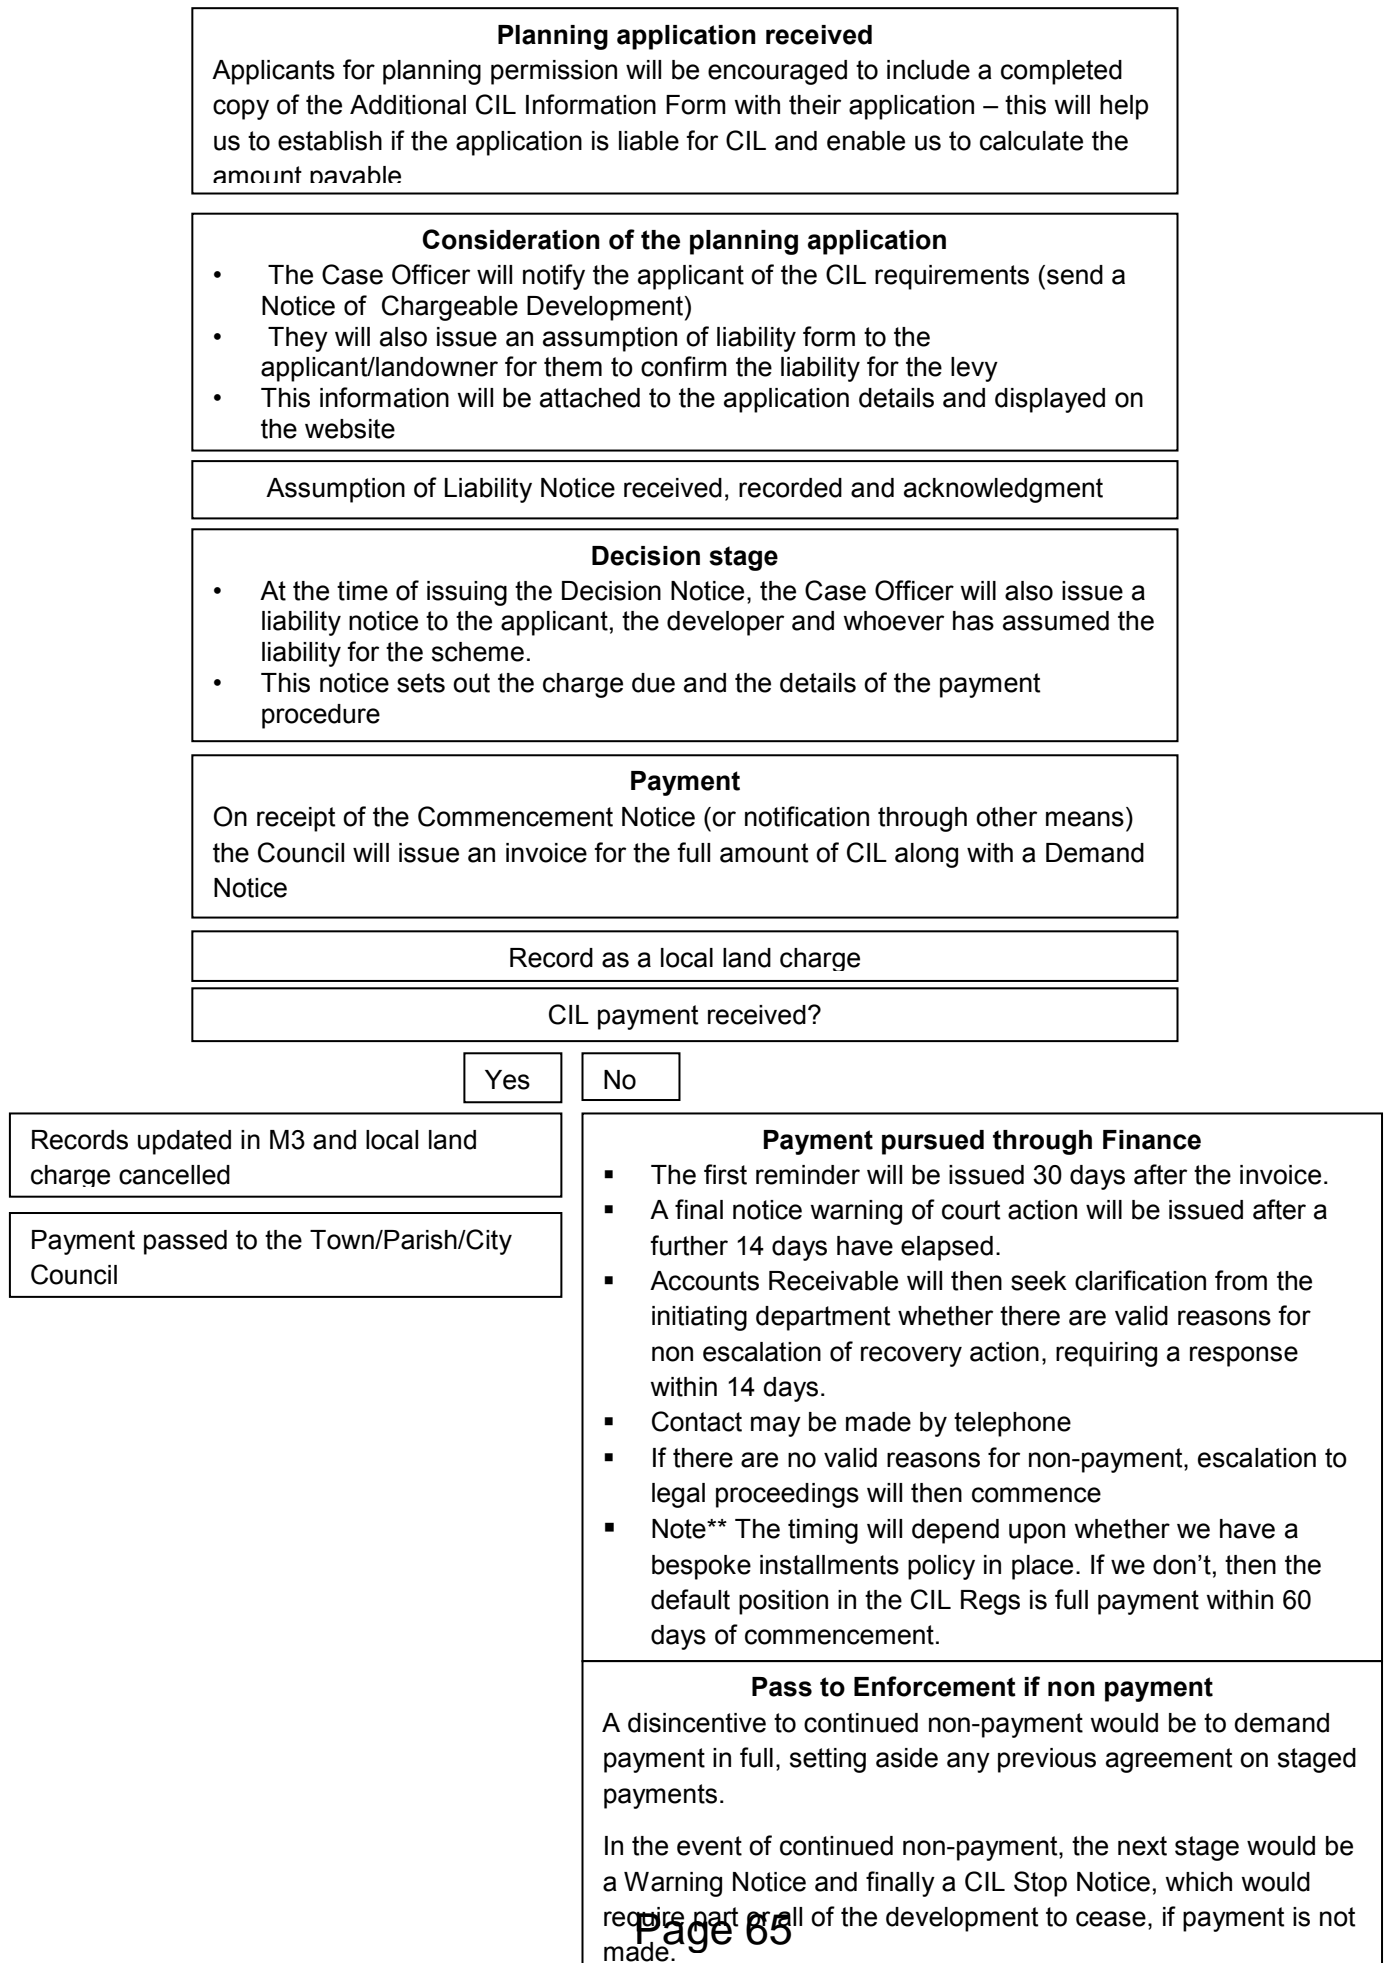 Planning application received
Applicants for planning permission will be encouraged to include a completed
copy of the Additional CIL Information Form with their application – this will help
us to establish if the application is liable for CIL and enable us to calculate the
amount payable
Consideration of the planning application
• The Case Officer will notify the applicant of the CIL requirements (send a
Notice of Chargeable Development)
• They will also issue an assumption of liability form to the
applicant/landowner for them to confirm the liability for the levy
• This information will be attached to the application details and displayed on
the website
Assumption of Liability Notice received, recorded and acknowledgment
Decision stage
• At the time of issuing the Decision Notice, the Case Officer will also issue a
liability notice to the applicant, the developer and whoever has assumed the
liability for the scheme.
• This notice sets out the charge due and the details of the payment
procedure
Payment
On receipt of the Commencement Notice (or notification through other means)
the Council will issue an invoice for the full amount of CIL along with a Demand
Notice
Record as a local land charge
CIL payment received?
Yes
No
Records updated in M3 and local land
charge cancelled
Payment passed to the Town/Parish/City
Council
Payment pursued through Finance
▪ The first reminder will be issued 30 days after the invoice.
▪ A final notice warning of court action will be issued after a
further 14 days have elapsed.
▪ Accounts Receivable will then seek clarification from the
initiating department whether there are valid reasons for
non escalation of recovery action, requiring a response
within 14 days.
▪ Contact may be made by telephone
▪ If there are no valid reasons for non-payment, escalation to
legal proceedings will then commence
▪ Note** The timing will depend upon whether we have a
bespoke installments policy in place. If we don’t, then the
default position in the CIL Regs is full payment within 60
days of commencement.
Pass to Enforcement if non payment
A disincentive to continued non-payment would be to demand
payment in full, setting aside any previous agreement on staged
payments.
In the event of continued non-payment, the next stage would be
a Warning Notice and finally a CIL Stop Notice, which would
require part or all of the development to cease, if payment is not
made.
Page 65